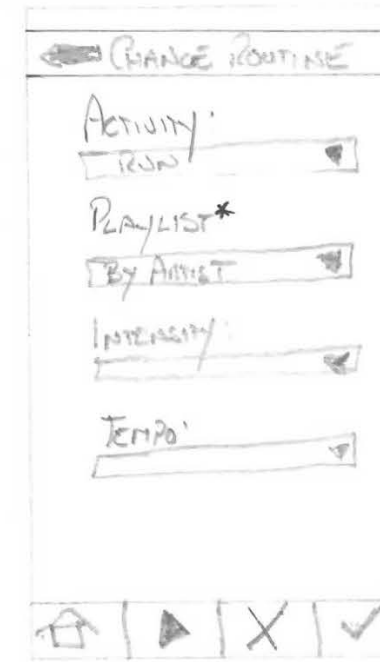 CHANGE ROUTINE
ACTIVITY:
RUN
PLAYLIST*
BY ARTIST
INTENSITY:
TEMPO: